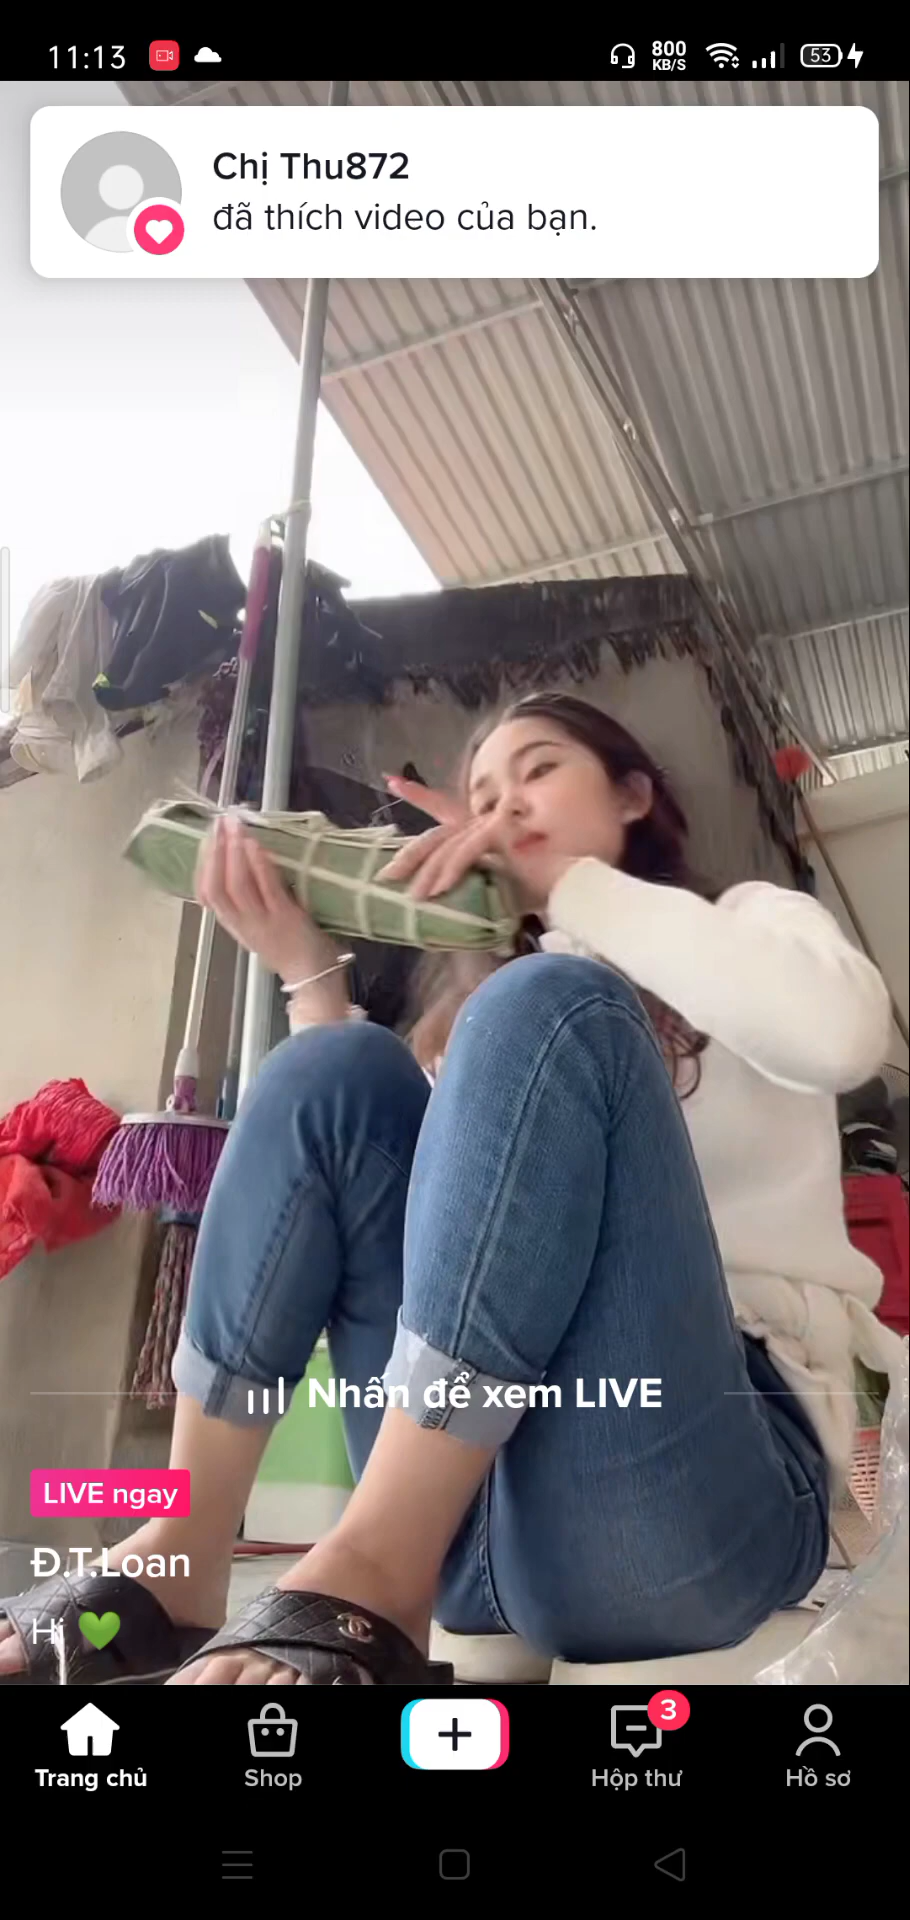 11:13
800
KB/S
53
Chị Thu872
đã thích video của bạn.
Nhấn để xem LIVE
LIVE ngay
Đ.T.Loan
Hi 💚
3
Trang chủ
Shop
Hộp thư
Hồ sơ